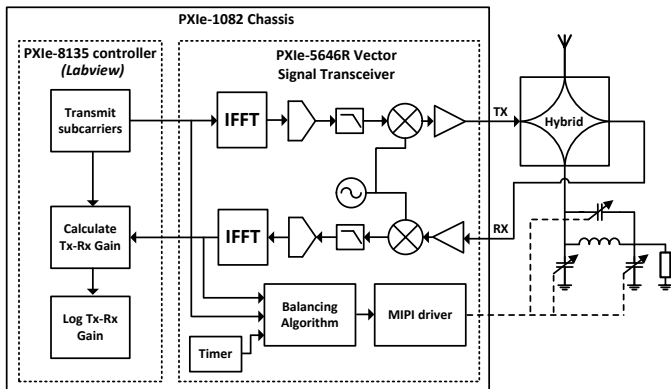 PXIe-1082 Chassis
PXIe-8135 controller
(Labview)
PXIe-5646R Vector
Signal Transceiver
Transmit
subcarriers
IFFT
TX
Hybrid
Calculate
Tx-Rx Gain
IFFT
RX
Log Tx-Rx
Gain
Balancing
Algorithm
MIPI driver
Timer